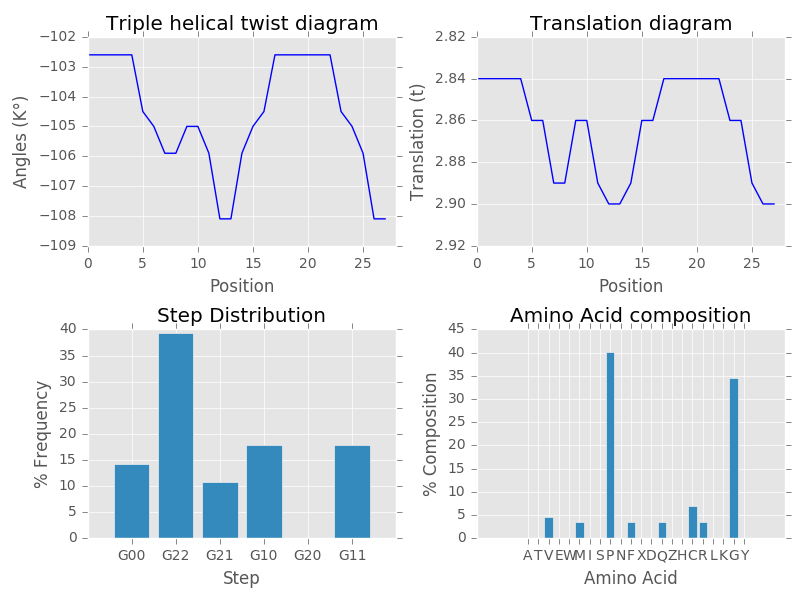 Triple helical twist diagram
−102
−103
−104
−105
−106
−107
−108
−109
Angles (K°)
0 5 10 15 20 25
Position
Translation diagram
2.82
2.84
2.86
2.88
2.90
2.92
Translation (t)
0 5 10 15 20 25
Position
Step Distribution
40
35
30
25
20
15
10
5
0
% Frequency
G00 G22 G21 G10 G20 G11
Step
Amino Acid composition
45
40
35
30
25
20
15
10
5
0
% Composition
A T V E W M I S P N F X D Q Z H C R L K G Y
Amino Acid